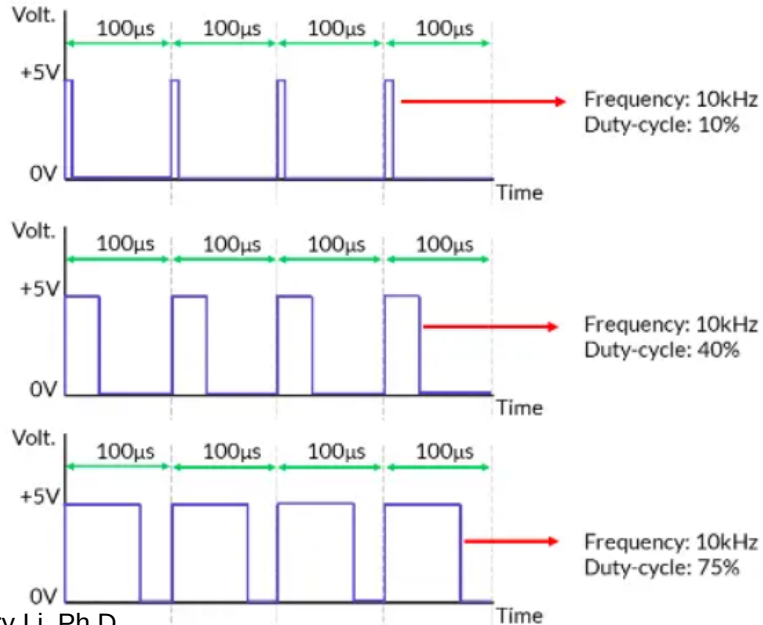 Volt.
100µs 100µs 100µs 100µs
+5V
Frequency: 10kHz
Duty-cycle: 10%
0V
Time
Volt.
100µs 100µs 100µs 100µs
+5V
Frequency: 10kHz
Duty-cycle: 40%
0V
Time
Volt.
100µs 100µs 100µs 100µs
+5V
Frequency: 10kHz
Duty-cycle: 75%
0V
Time
Li, Ph.D